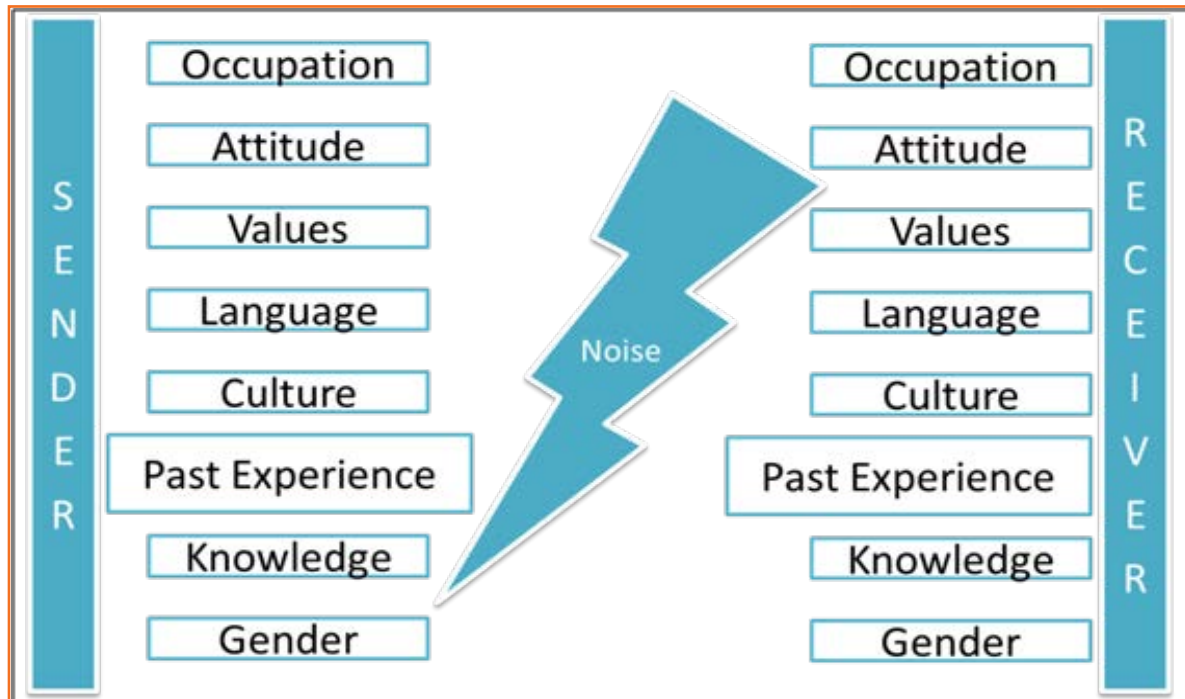 SENDER
Occupation
Attitude
Values
Language
Culture
Past Experience
Knowledge
Gender
Noise
Occupation
Attitude
Values
Language
Culture
Past Experience
Knowledge
Gender
RECEIVER